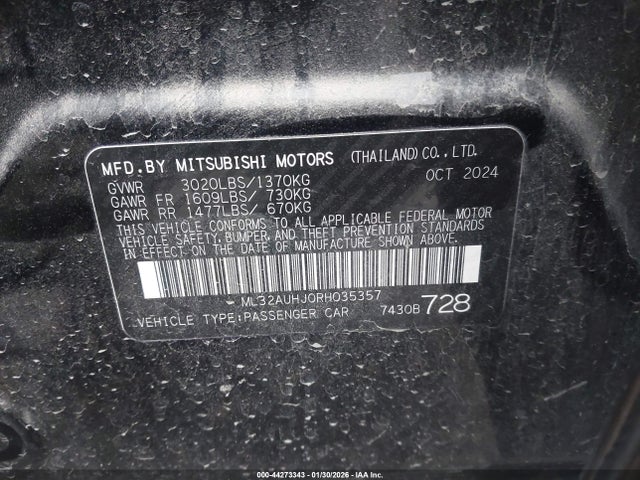 MFD.BY MITSUBISHI MOTORS (THAILAND)CO.,LTD.
GVWR 3020LBS/1370KG OCT 2024
GAWR FR 1609LBS/ 730KG
GAWR RR 1477LBS/ 670KG
THIS VEHICLE CONFORMS TO ALL APPLICABLE FEDERAL MOTOR
VEHICLE SAFETY, BUMPER, AND THEFT PREVENTION STANDARDS
IN EFFECT ON THE DATE OF MANUFACTURE SHOWN ABOVE.
ML32AUHJ0RH035357
VEHICLE TYPE:PASSENGER CAR 7430B 728
000-44273343 - 01/30/2026 - IAA Inc.